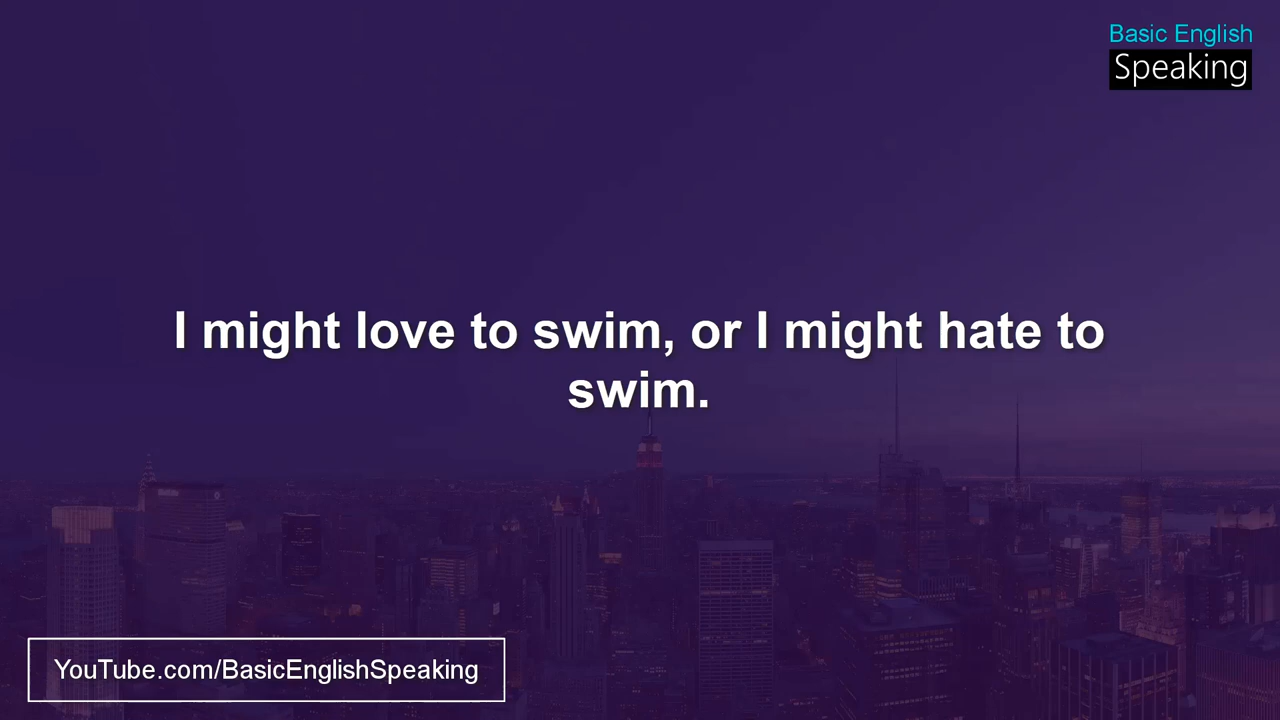 Basic English
Speaking
I might love to swim, or I might hate to
swim.
YouTube.com/BasicEnglishSpeaking